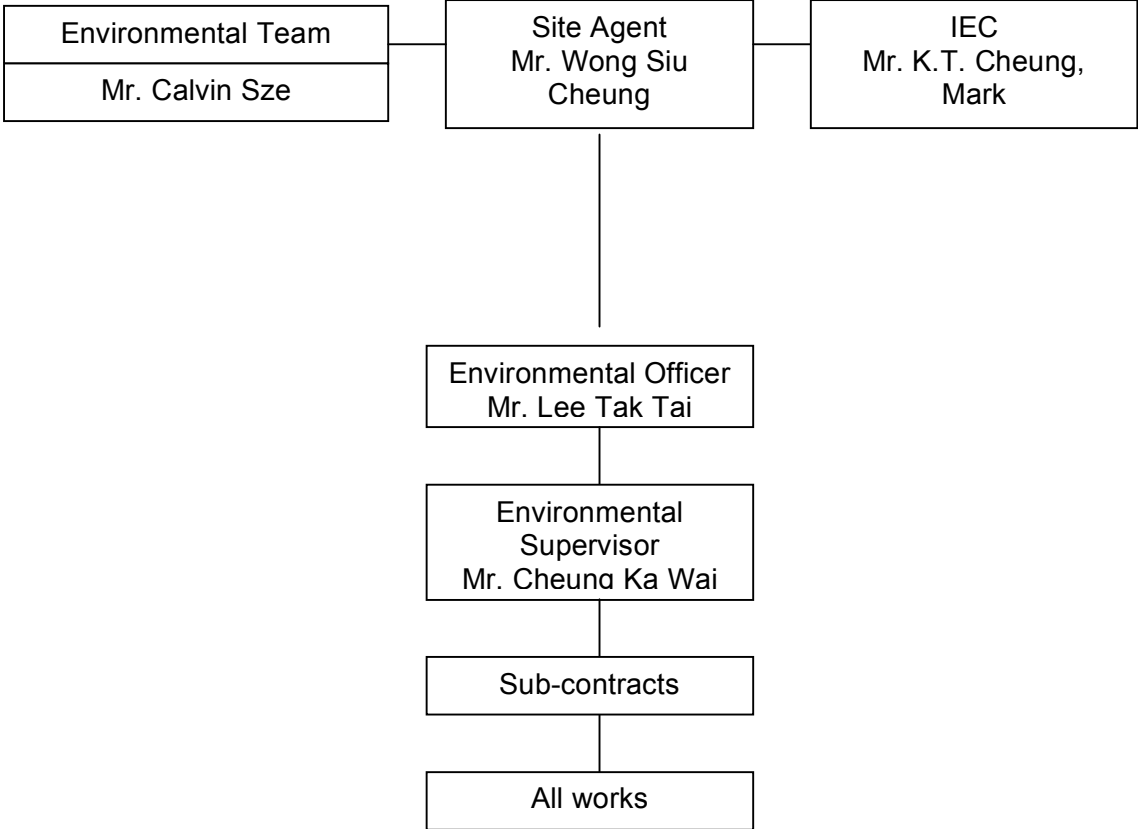 Environmental Team
Mr. Calvin Sze
Site Agent
Mr. Wong Siu
Cheung
IEC
Mr. K.T. Cheung,
Mark
Environmental Officer
Mr. Lee Tak Tai
Environmental
Supervisor
Mr. Cheung Ka Wai
Sub-contracts
All works